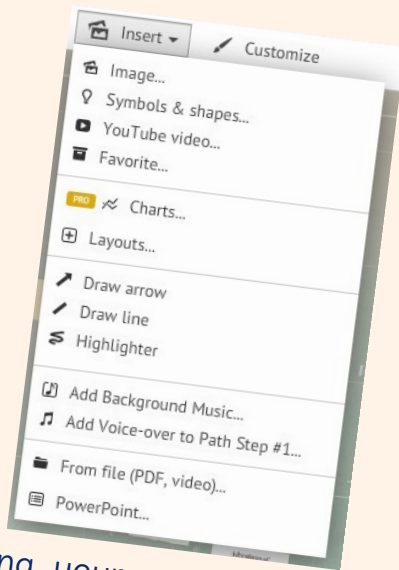 Insert
Customize
Image...
Symbols & shapes...
YouTube video...
Favorite...
PRO Charts...
Layouts...
Draw arrow
Draw line
Highlighter
Add Background Music...
Add Voice-over to Path Step #1...
From file (PDF, video)...
PowerPoint...